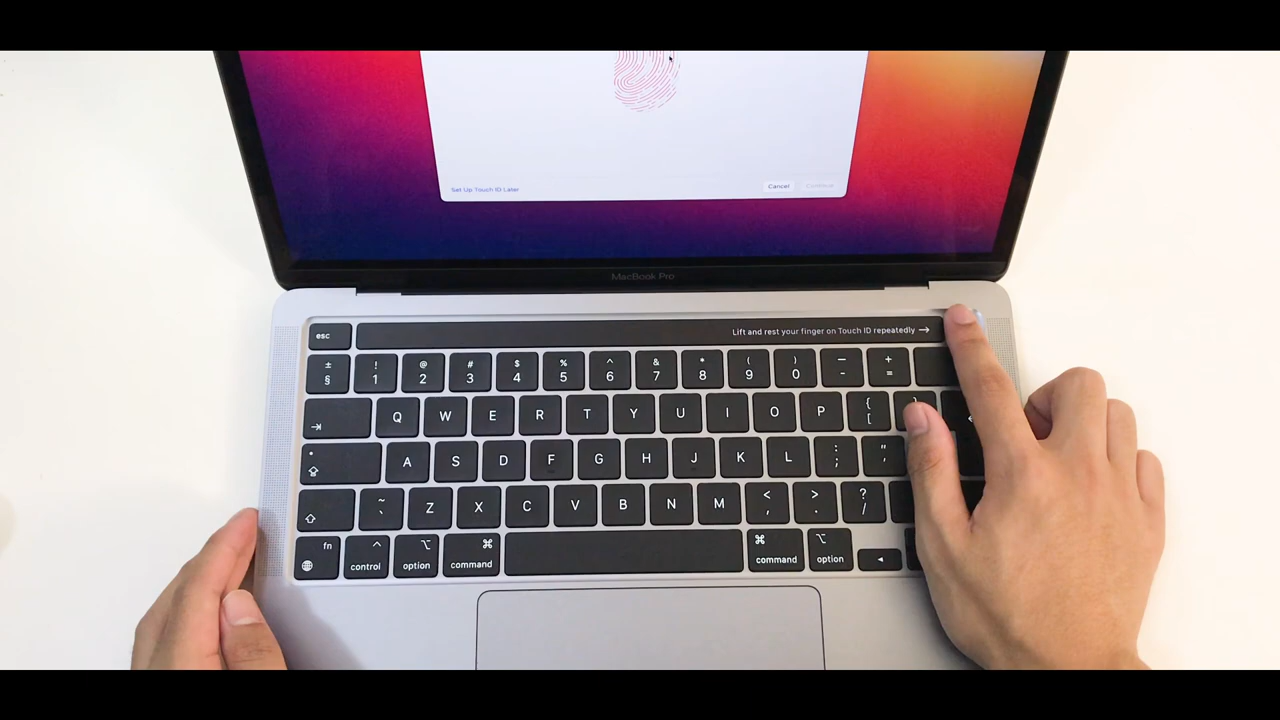 Set Up Touch ID Later
Cancel
Continue
MacBook Pro
esc
Lift and rest your finger on Touch ID repeatedly →
± ! @ # $ % ^ & * ( ) — +
§ 1 2 3 4 5 6 7 8 9 0 - =
Q W E R T Y U I O P { [ }
A S D F G H J K L : ; "
~ ` Z X C V B N M < , > . ? /
fn ^ control ⌥ option ⌘ command ⌘ command ⌥ option ◄